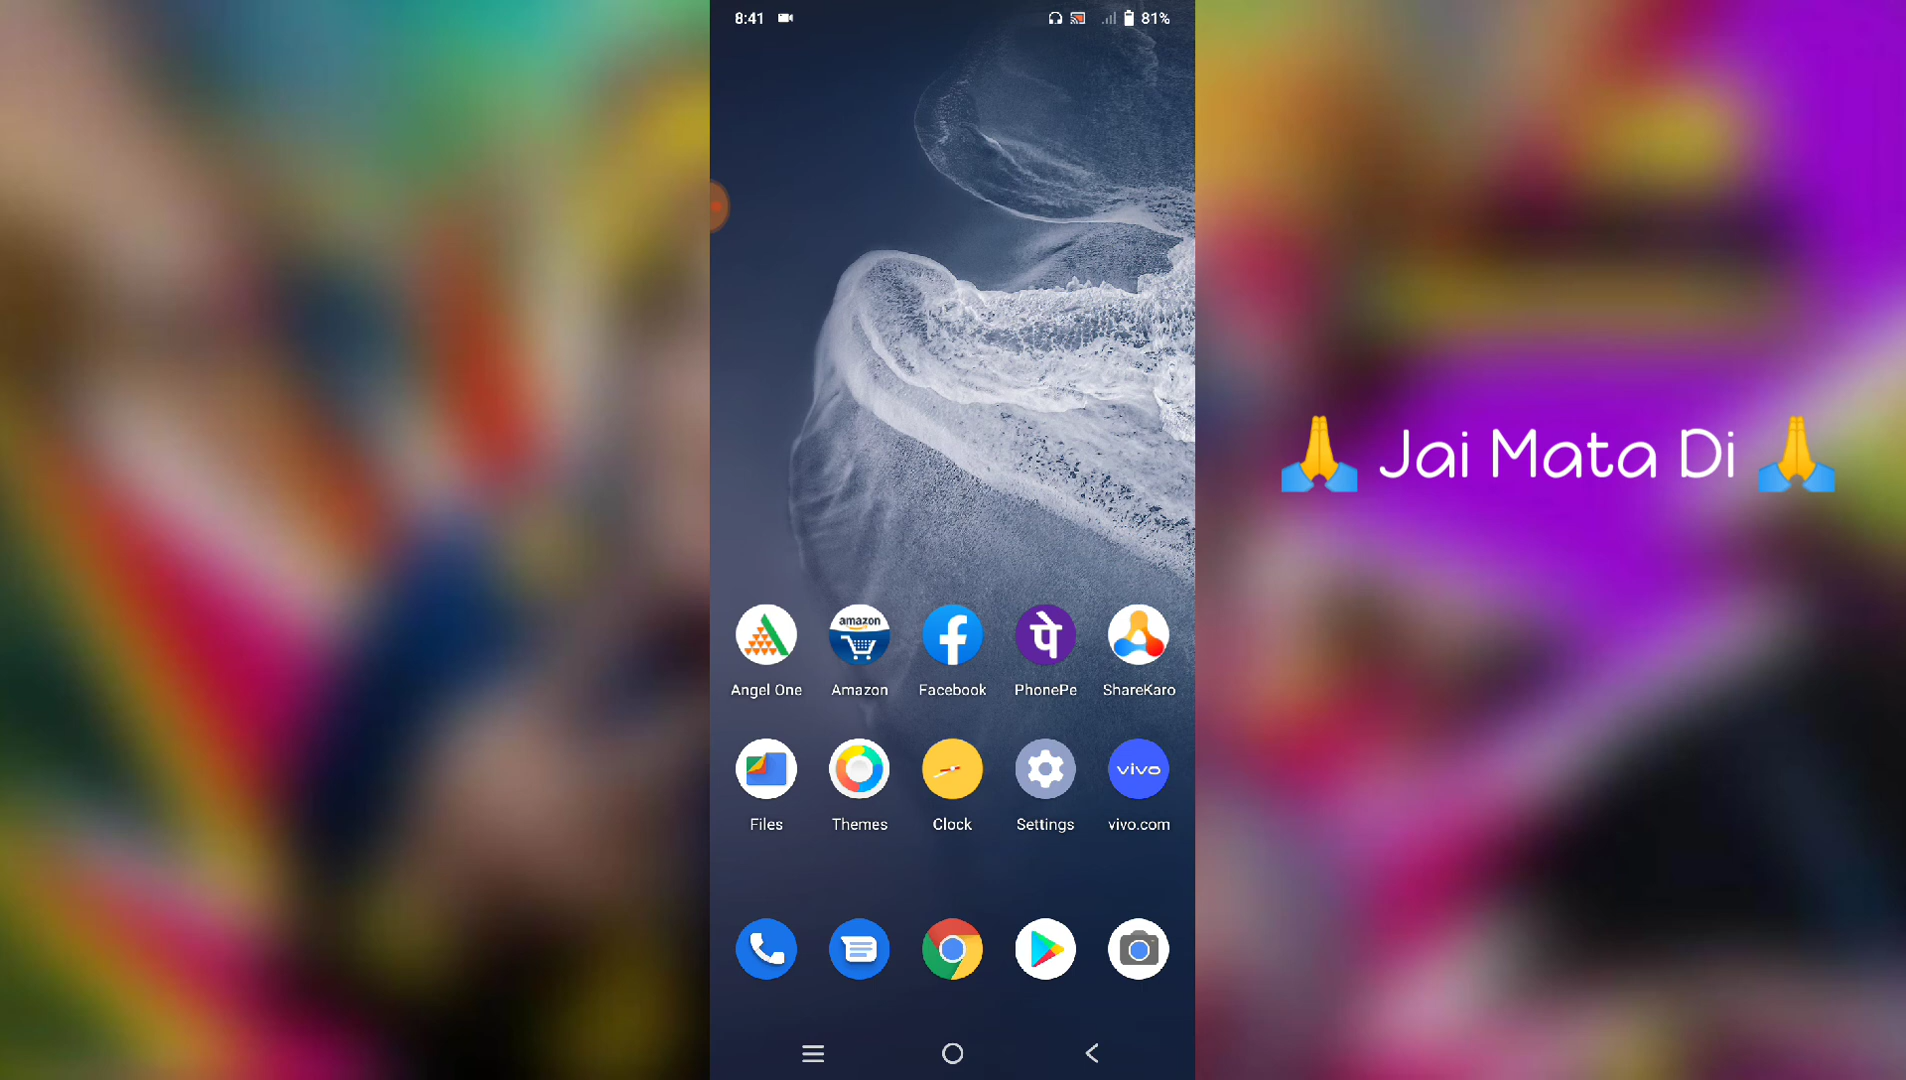 8:41 81%
🙏 Jai Mata Di 🙏
amazon
पे
Angel One Amazon Facebook PhonePe ShareKaro
vivo
Files Themes Clock Settings vivo.com